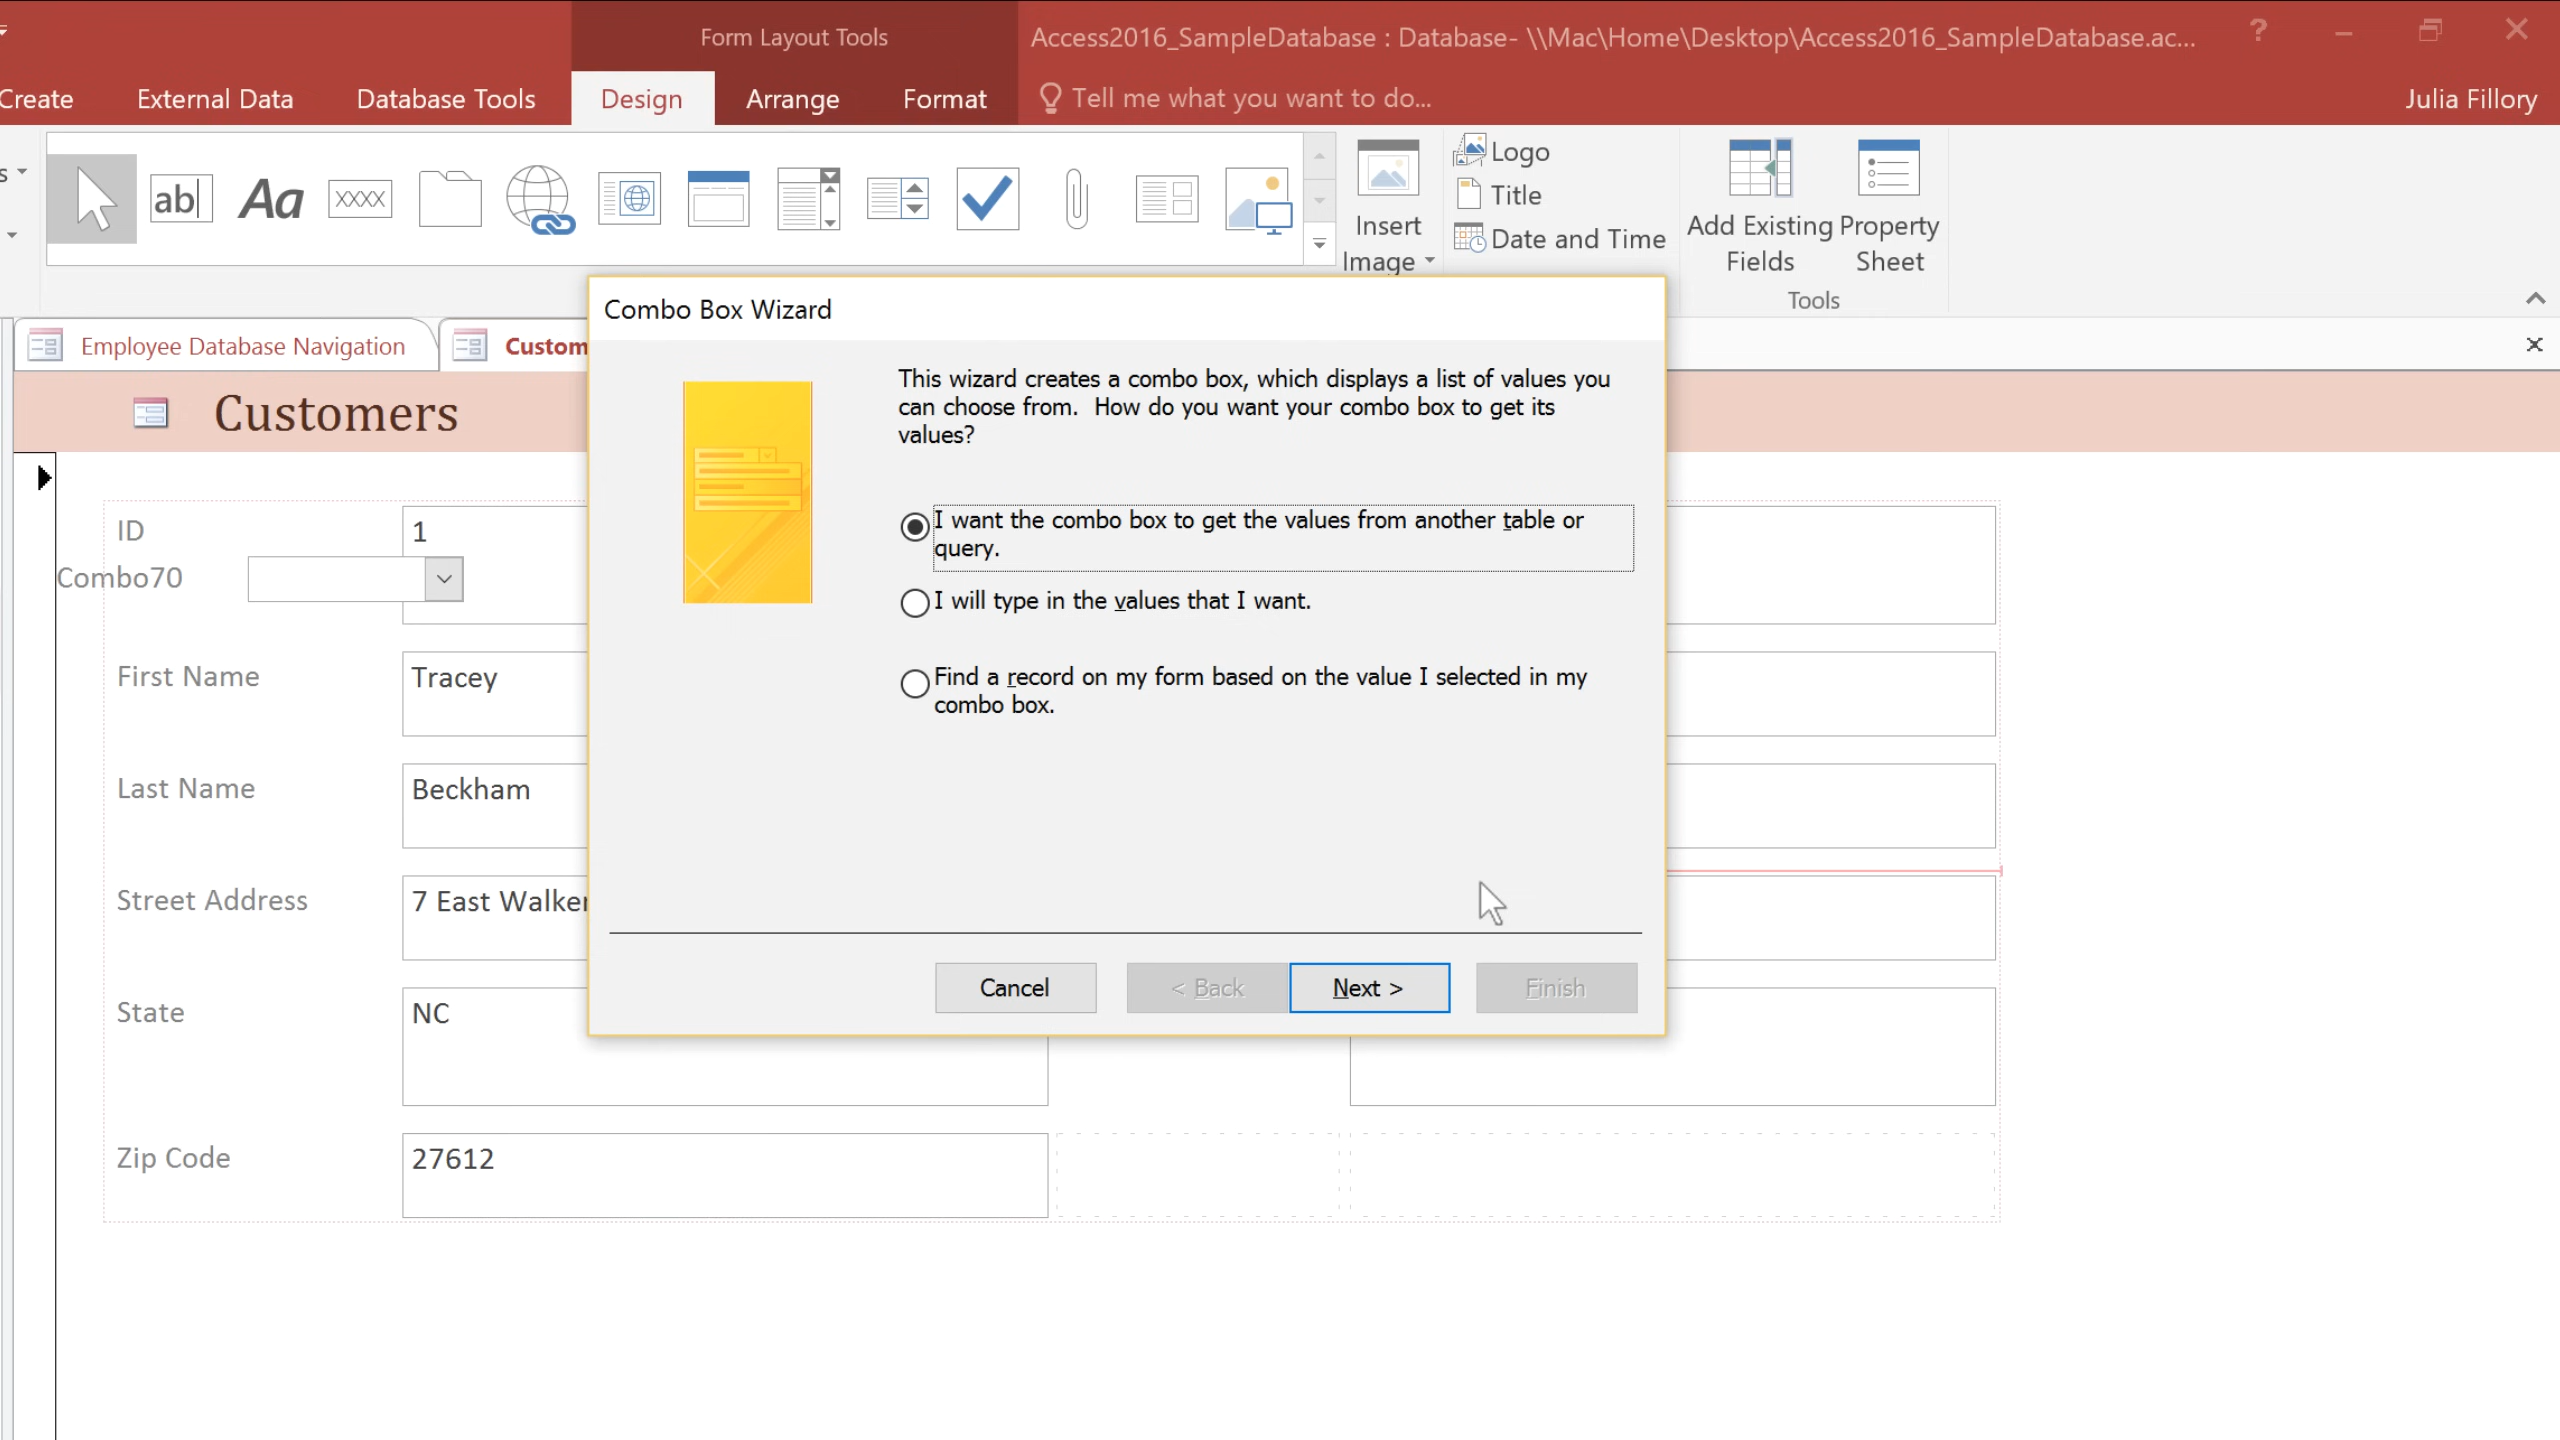 Form Layout Tools
Access2016_SampleDatabase : Database- \\Mac\Home\Desktop\Access2016_SampleDatabase.ac...
?
Create
External Data
Database Tools
Design
Arrange
Format
Tell me what you want to do...
Julia Fillory
s
ab
Aa
XXXX
Insert
Image
Logo
Title
Date and Time
Add Existing
Fields
Property
Sheet
Tools
Employee Database Navigation
Custom
Customers
Combo Box Wizard
This wizard creates a combo box, which displays a list of values you
can choose from. How do you want your combo box to get its
values?
I want the combo box to get the values from another table or
query.
I will type in the values that I want.
Find a record on my form based on the value I selected in my
combo box.
Cancel
< Back
Next >
Finish
ID
1
Combo70
First Name
Tracey
Last Name
Beckham
Street Address
7 East Walker
State
NC
Zip Code
27612